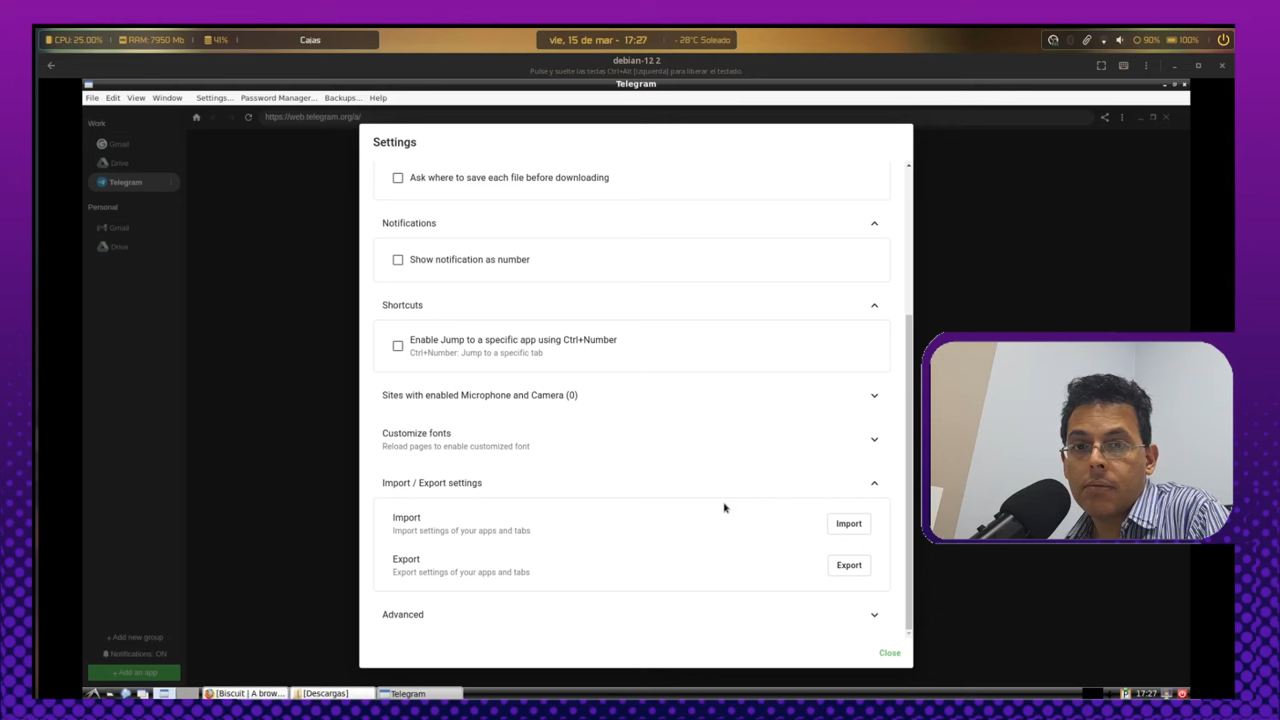 CPU: 25.00% RAM: 7950 Mb 41% Caias vie, 15 de mar - 17:27 - 28°C Soleado 90% 100%
debian-12 2
Pulse y suelte las teclas Ctrl+Alt [izquierda] para liberar el teclado.
Telegram
File Edit View Window Settings... Password Manager... Backups... Help
https://web.telegram.org/a/
Work
Gmail
Drive
Telegram
Personal
Gmail
Drive
+ Add new group
Notifications: ON
+ Add an app
Settings
Ask where to save each file before downloading
Notifications
Show notification as number
Shortcuts
Enable Jump to a specific app using Ctrl+Number
Ctrl+Number: Jump to a specific tab
Sites with enabled Microphone and Camera (0)
Customize fonts
Reload pages to enable customized font
Import / Export settings
Import
Import settings of your apps and tabs
Import
Export
Export settings of your apps and tabs
Export
Advanced
Close
[Biscuit | A brow... [Descargas] Telegram 17:27